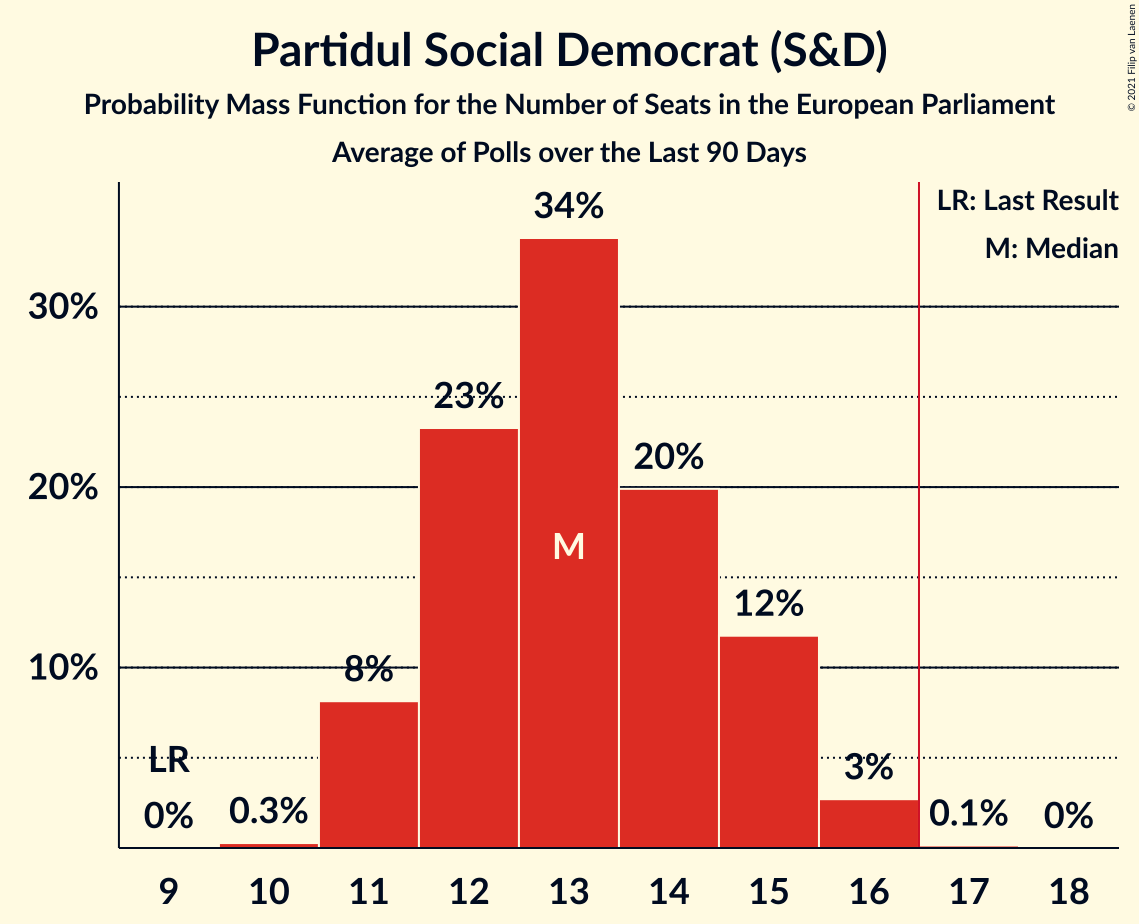 Partidul Social Democrat (S&D)
Probability Mass Function for the Number of Seats in the European Parliament
Average of Polls over the Last 90 Days
© 2021 Filip van Laenen
LR: Last Result
M: Median
34%
30%
23%
20%
20%
M
12%
10%
8%
LR
3%
0%
0.3%
0.1%
0%
9 10 11 12 13 14 15 16 17 18